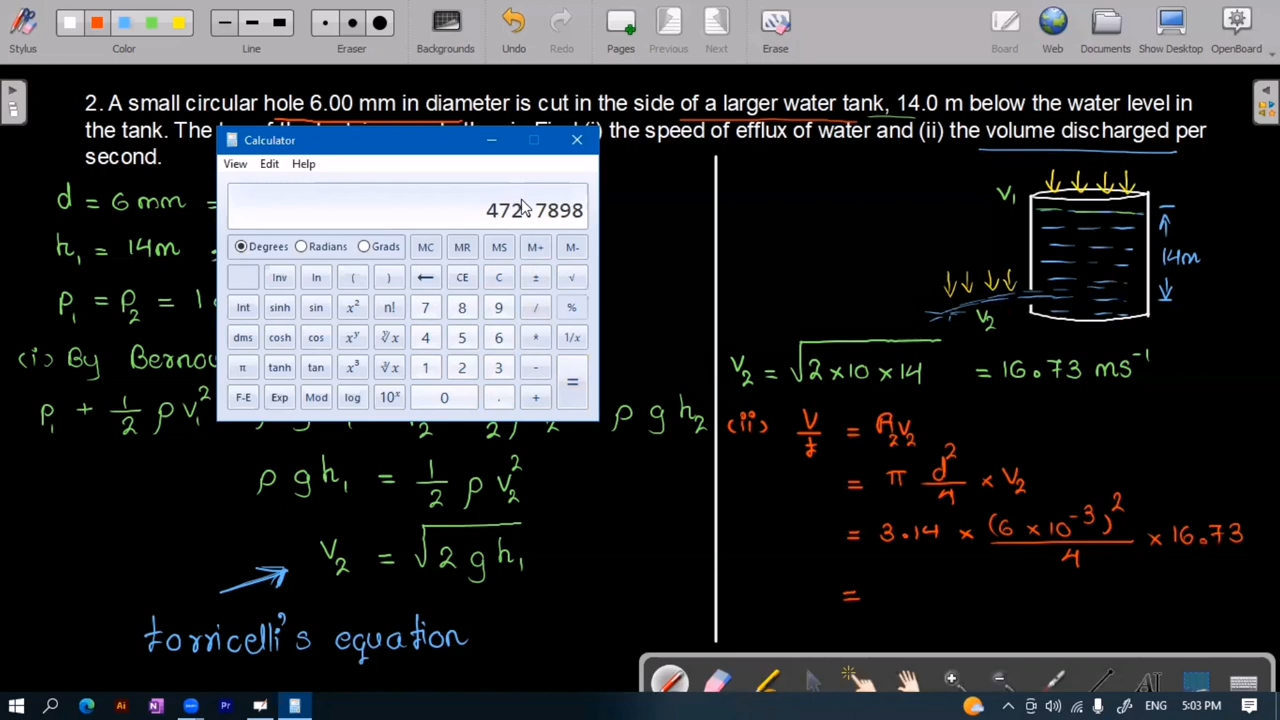 Stylus
Color
Line
Eraser
Backgrounds
Undo
Redo
Pages
Previous
Next
Erase
Board
Web
Documents
Show Desktop
OpenBoard
2. A small circular hole 6.00 mm in diameter is cut in the side of a larger water tank, 14.0 m below the water level in
the tank. The
the speed of efflux of water and (ii) the volume discharged per
second.
Calculator
View Edit Help
472.7898
Degrees Radians Grads MC MR MS M+ M-
Inv ln ( ) ← CE C ± √
Int sinh sin x² n! 7 8 9 / %
dms cosh cos xʸ ʸ√x 4 5 6 * 1/x
π tanh tan x³ ³√x 1 2 3 - =
F-E Exp Mod log 10ˣ 0 . +
d = 6 mm =
h₁ = 14m
P₁ = P₂ = 1
(i) By Bernou
P₁ + 1/2 ρ v₁²
ρ g h₂
ρ g h₁ = 1/2 ρ v₂²
v₂ = √2 g h₁
torricelli's equation
V₁
14m
V₂
V₂ = √2×10×14 = 16.73 ms⁻¹
(ii) V/t = A₂V₂
= π d²/4 × V₂
= 3.14 × (6 × 10⁻³)²/4 × 16.73
=
ENG 5:03 PM